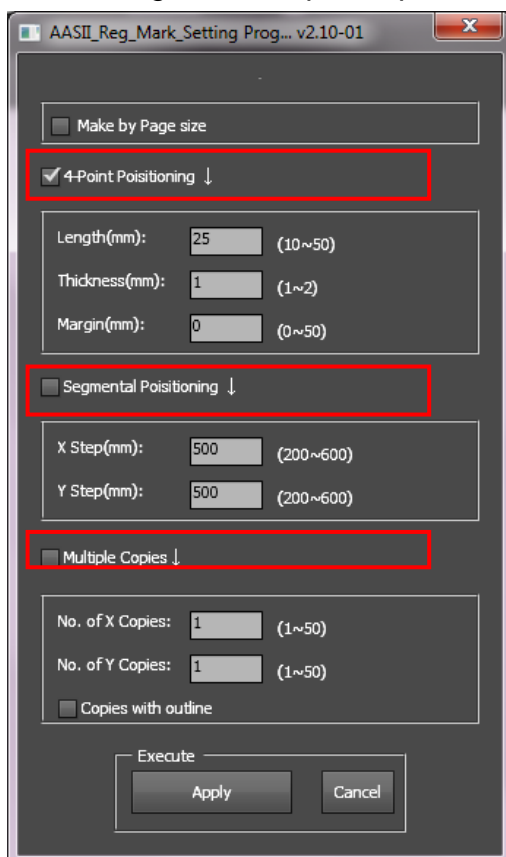 AASII_Reg_Mark_Setting Prog... v2.10-01
Make by Page size
4-Point Poisitioning ↓
Length(mm): 25 (10~50)
Thickness(mm): 1 (1~2)
Margin(mm): 0 (0~50)
Segmental Poisitioning ↓
X Step(mm): 500 (200~600)
Y Step(mm): 500 (200~600)
Multiple Copies ↓
No. of X Copies: 1 (1~50)
No. of Y Copies: 1 (1~50)
Copies with outline
Execute
Apply Cancel